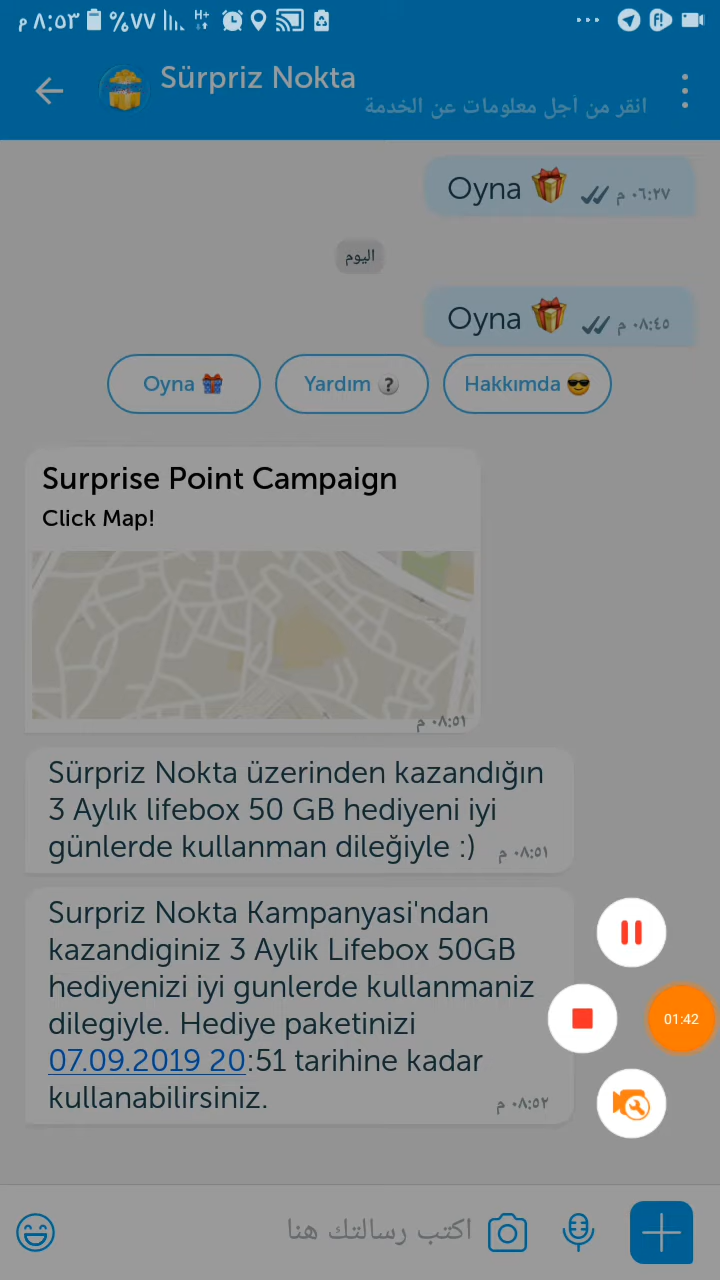 ٨:٥٣ م ٧٧% H+
Sürpriz Nokta
انقر من أجل معلومات عن الخدمة
Oyna 🎁 ٠٦:٢٧ م
اليوم
Oyna 🎁 ٠٨:٤٥ م
Oyna 🎁 Yardım ❔ Hakkımda 😎
Surprise Point Campaign
Click Map!
٠٨:٥١ م
Sürpriz Nokta üzerinden kazandığın
3 Aylık lifebox 50 GB hediyeni iyi
günlerde kullanman dileğiyle :) ٠٨:٥١ م
Surpriz Nokta Kampanyasi'ndan
kazandiginiz 3 Aylik Lifebox 50GB
hediyenizi iyi gunlerde kullanmaniz
dilegiyle. Hediye paketinizi
07.09.2019 20:51 tarihine kadar
kullanabilirsiniz. ٠٨:٥٢ م
01:42
اكتب رسالتك هنا